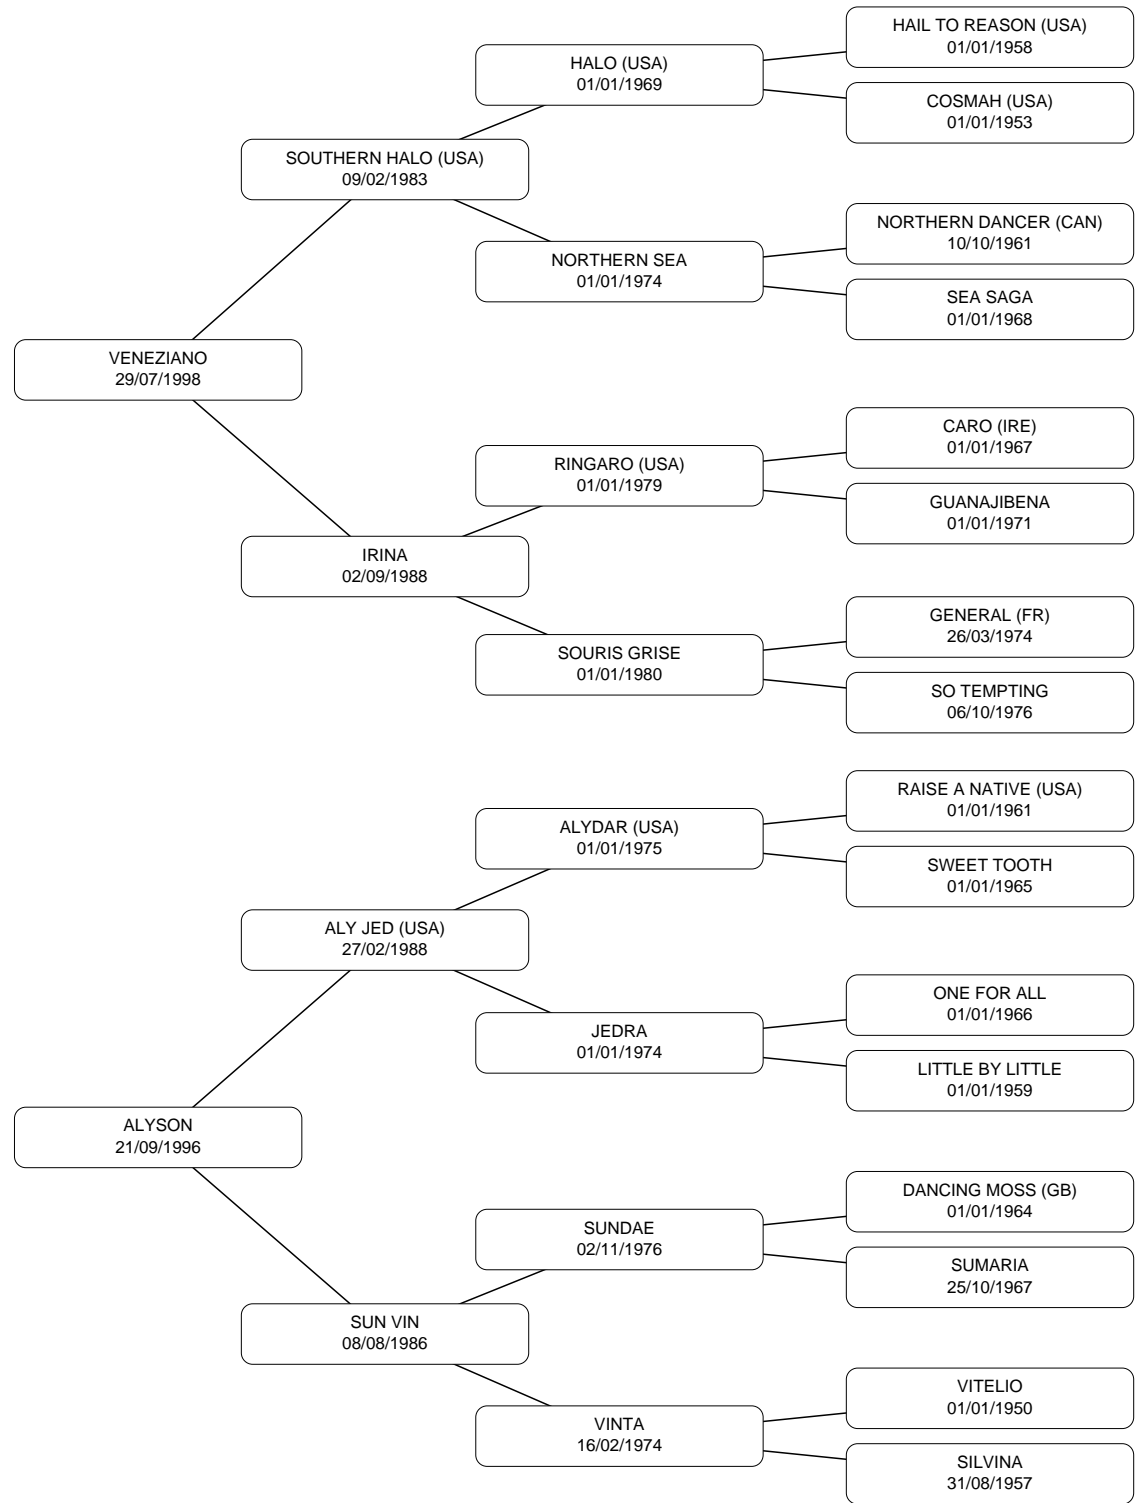 HAIL TO REASON (USA)
01/01/1958
HALO (USA)
01/01/1969
COSMAH (USA)
01/01/1953
SOUTHERN HALO (USA)
09/02/1983
NORTHERN DANCER (CAN)
10/10/1961
NORTHERN SEA
01/01/1974
SEA SAGA
01/01/1968
VENEZIANO
29/07/1998
CARO (IRE)
01/01/1967
RINGARO (USA)
01/01/1979
GUANAJIBENA
01/01/1971
IRINA
02/09/1988
GENERAL (FR)
26/03/1974
SOURIS GRISE
01/01/1980
SO TEMPTING
06/10/1976
RAISE A NATIVE (USA)
01/01/1961
ALYDAR (USA)
01/01/1975
SWEET TOOTH
01/01/1965
ALY JED (USA)
27/02/1988
ONE FOR ALL
01/01/1966
JEDRA
01/01/1974
LITTLE BY LITTLE
01/01/1959
ALYSON
21/09/1996
DANCING MOSS (GB)
01/01/1964
SUNDAE
02/11/1976
SUMARIA
25/10/1967
SUN VIN
08/08/1986
VITELIO
01/01/1950
VINTA
16/02/1974
SILVINA
31/08/1957